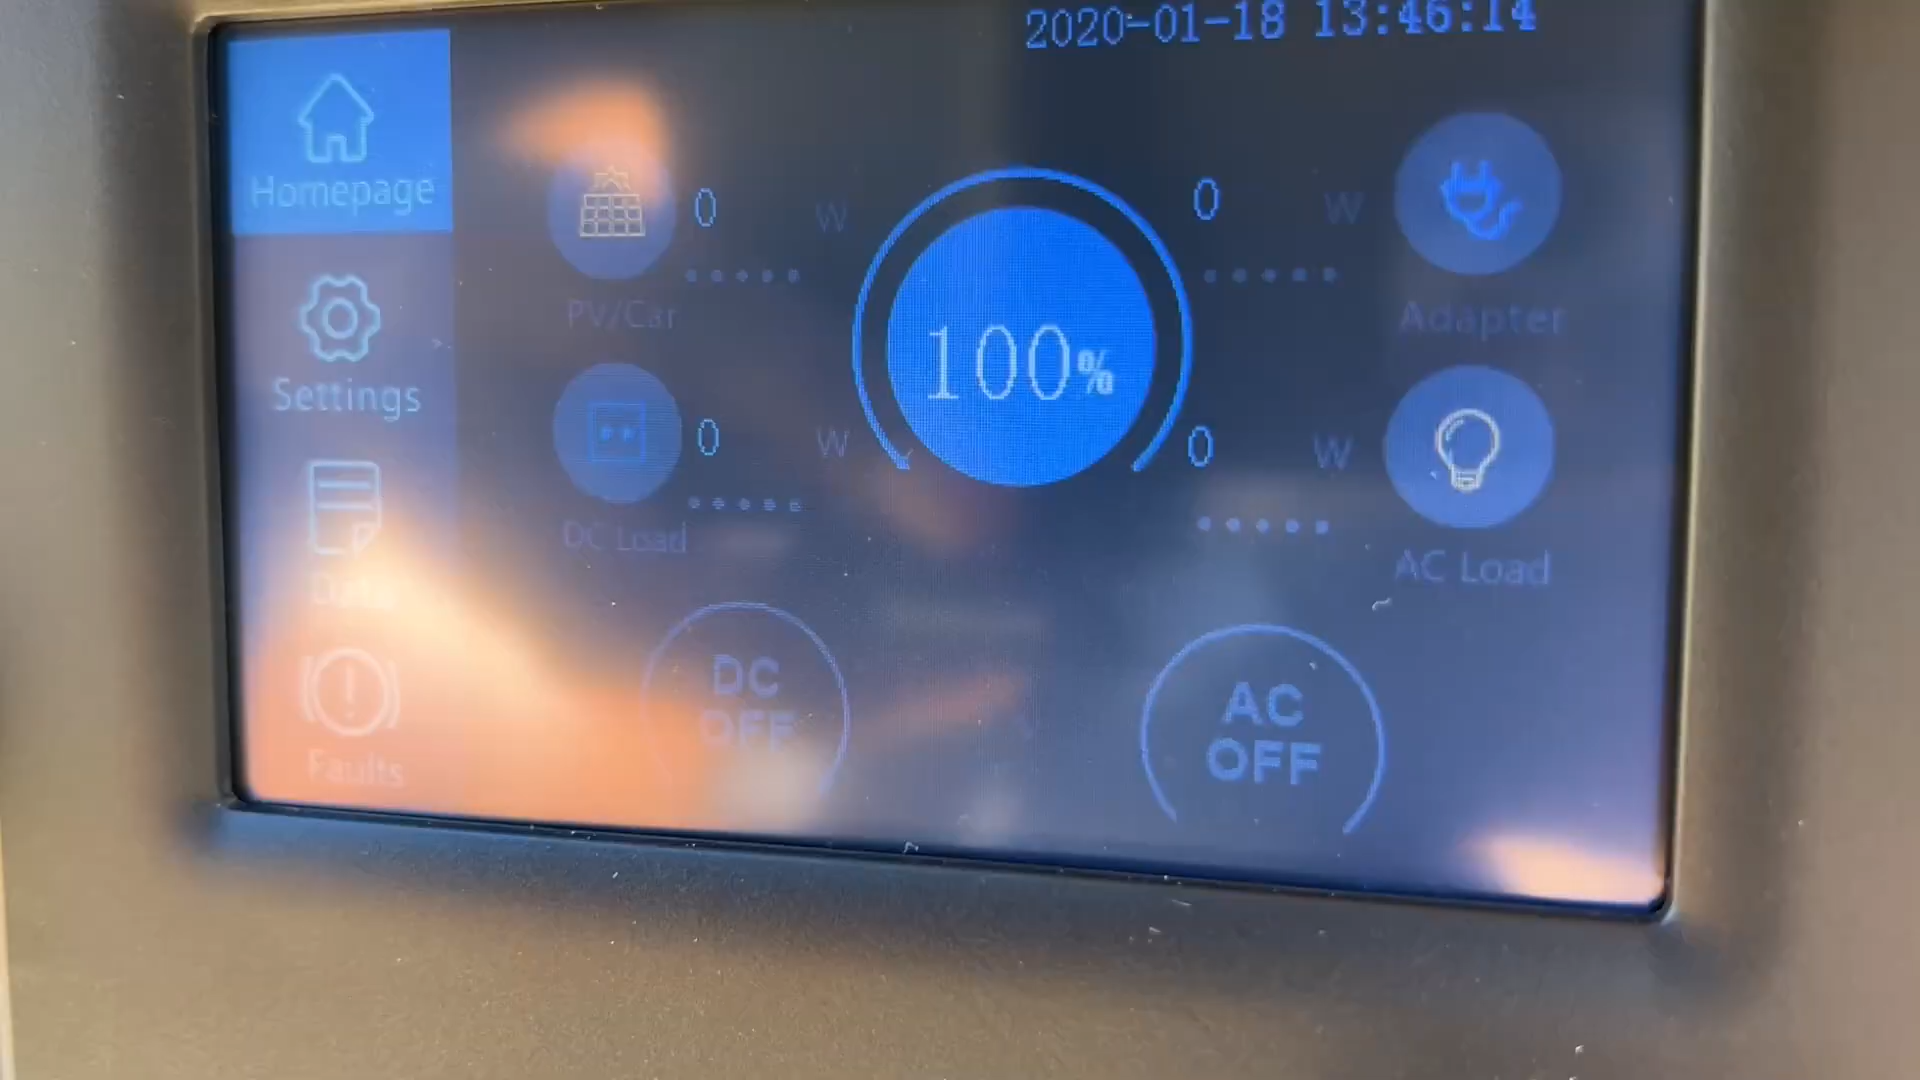 2020-01-18 13:46:14
Homepage
Settings
Data
Faults
0 W
PV/Car
0 W
DC Load
100%
0 W
Adapter
0 W
AC Load
DC
OFF
AC
OFF